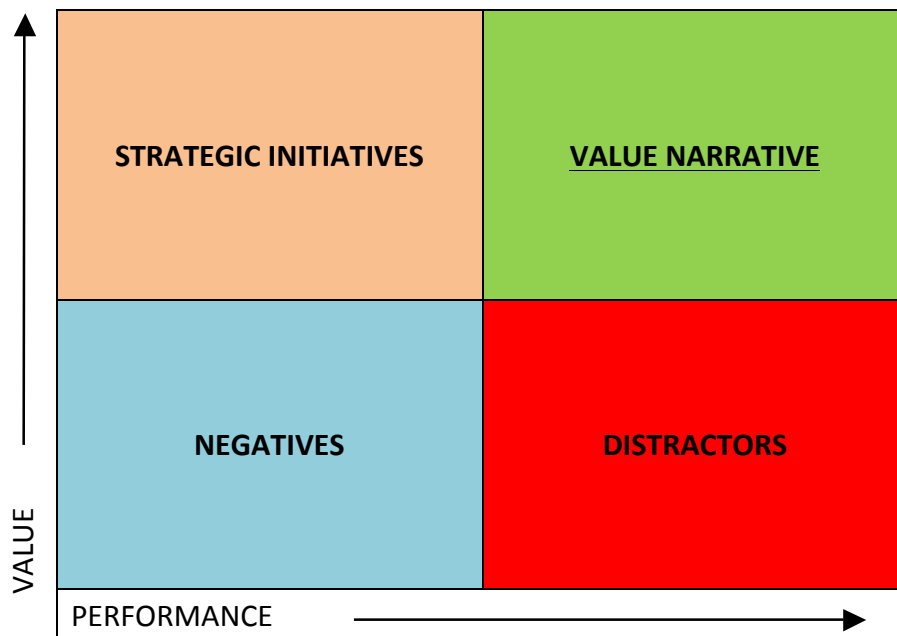 STRATEGIC INITIATIVES
VALUE NARRATIVE
NEGATIVES
DISTRACTORS
VALUE
PERFORMANCE